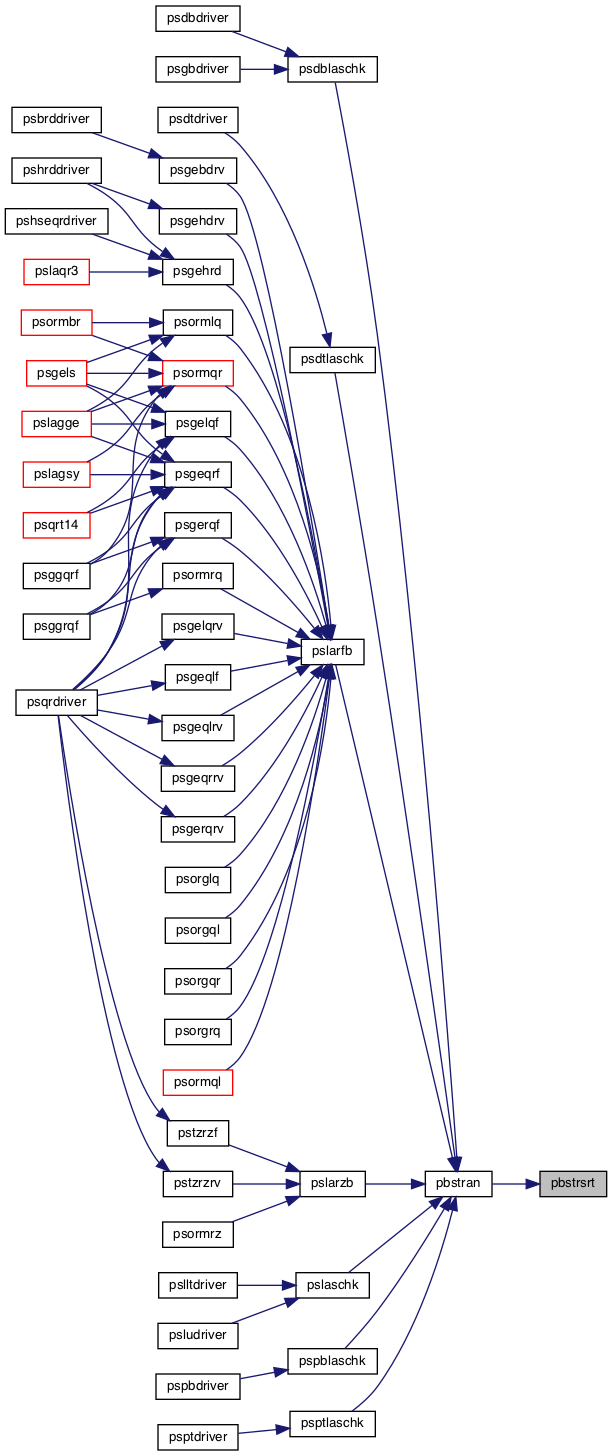 psdbdriver
psgbdriver
psdblaschk
psbrddriver
psdtdriver
pshrddriver
psgebdrv
pshseqrdriver
psgehdrv
pslaqr3
psgehrd
psormbr
psormlq
psdtlaschk
psgels
psormqr
pslagge
psgelqf
pslagsy
psgeqrf
psqrt14
psgerqf
psggqrf
psormrq
psggrqf
psgelqrv
pslarfb
psgeqlf
psqrdriver
psgeqlrv
psgeqrrv
psgerqrv
psorglq
psorgql
psorgqr
psorgrq
psormql
pstzrzf
pstzrzrv
pslarzb
pbstran
pbstrsrt
psormrz
pslltdriver
pslaschk
psludriver
pspblaschk
pspbdriver
psptlaschk
psptdriver